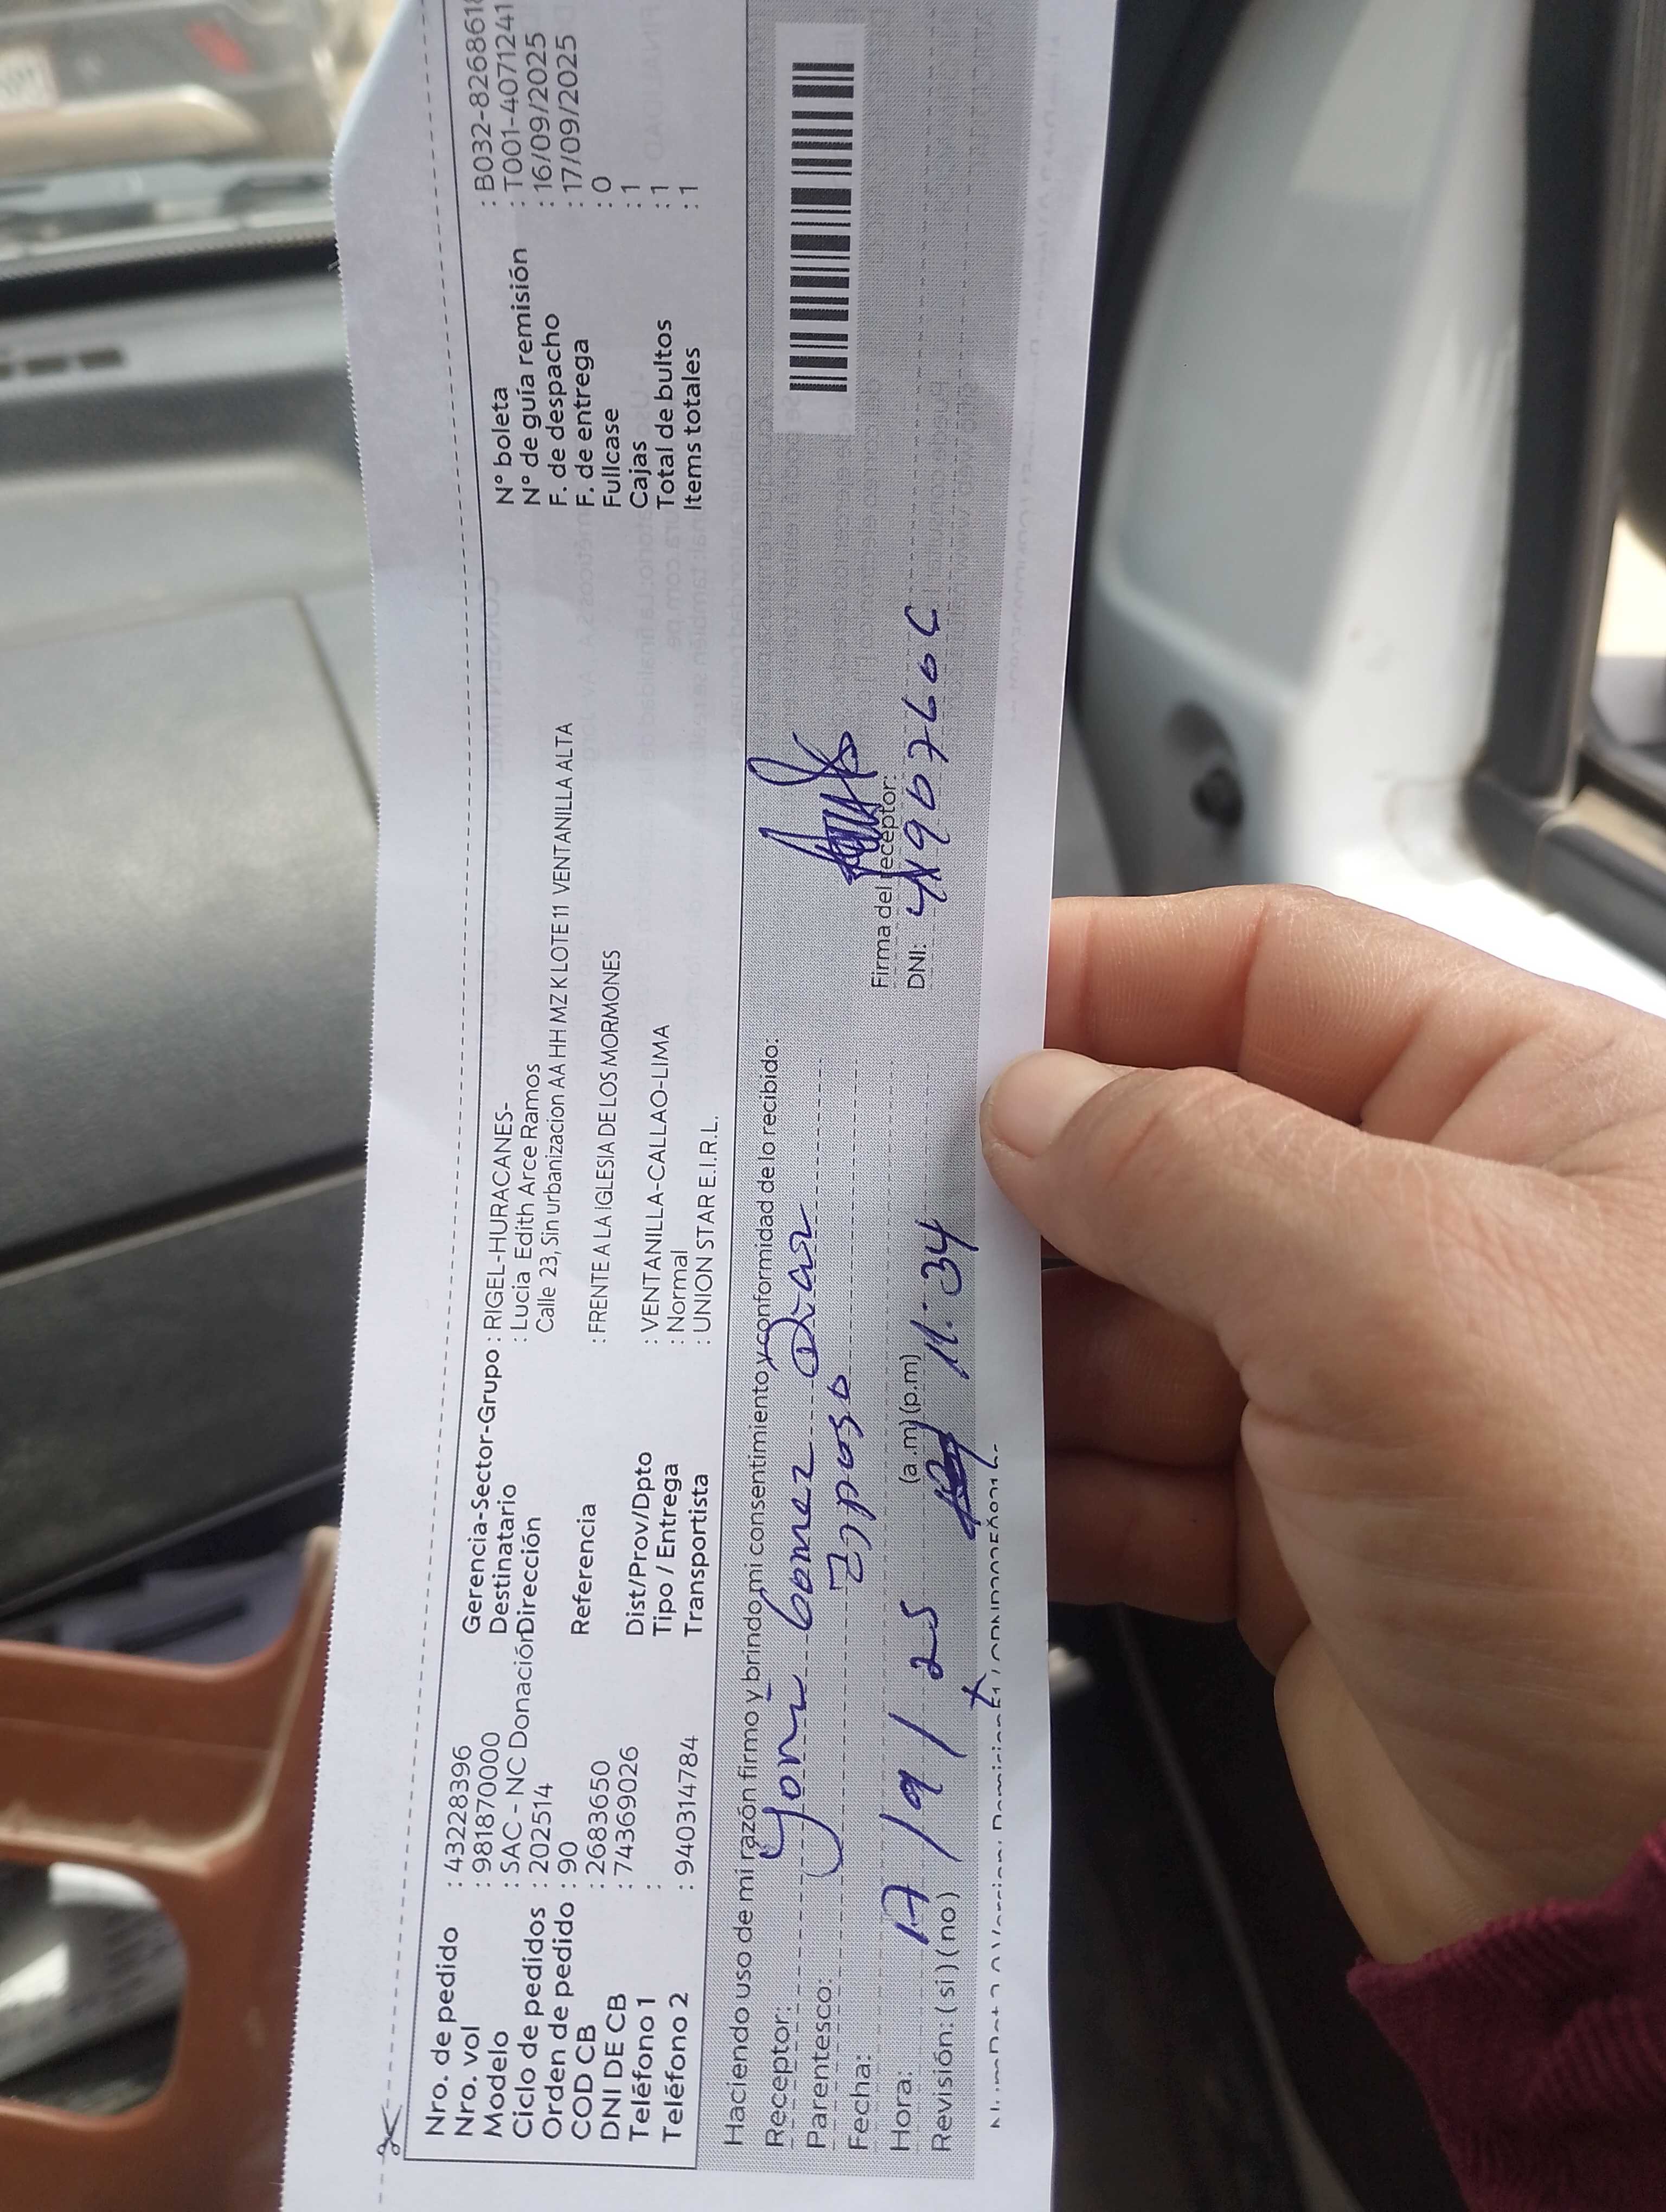 Nro. de pedido : 43228396
Nro. vol : 981870000
Modelo : SAC - NC Donación
Ciclo de pedidos : 202514
Orden de pedido : 90
COD CB : 2683650
DNI DE CB : 74369026
Teléfono 1 :
Teléfono 2 : 940314784
Gerencia-Sector-Grupo : RIGEL-HURACANES-
Destinatario : Lucia Edith Arce Ramos
Dirección Calle 23, Sin urbanizacion AA HH MZ K LOTE 11 VENTANILLA ALTA
Referencia : FRENTE A LA IGLESIA DE LOS MORMONES
Dist/Prov/Dpto : VENTANILLA-CALLAO-LIMA
Tipo / Entrega : Normal
Transportista : UNION STAR E.I.R.L.
N° boleta : B032-8268618
N° de guía remisión : T001-4071241
F. de despacho : 16/09/2025
F. de entrega : 17/09/2025
Fullcase : 0
Cajas : 1
Total de bultos : 1
Items totales : 1
Haciendo uso de mi razón firmo y brindo mi consentimiento y conformidad de lo recibido:
Receptor: Yoni Gomez
Parentesco: Esposo
Fecha: 17/9/25
Hora: (a.m) (p.m) 11:34
Revisión: (si) (no)
Firma del receptor:
DNI: